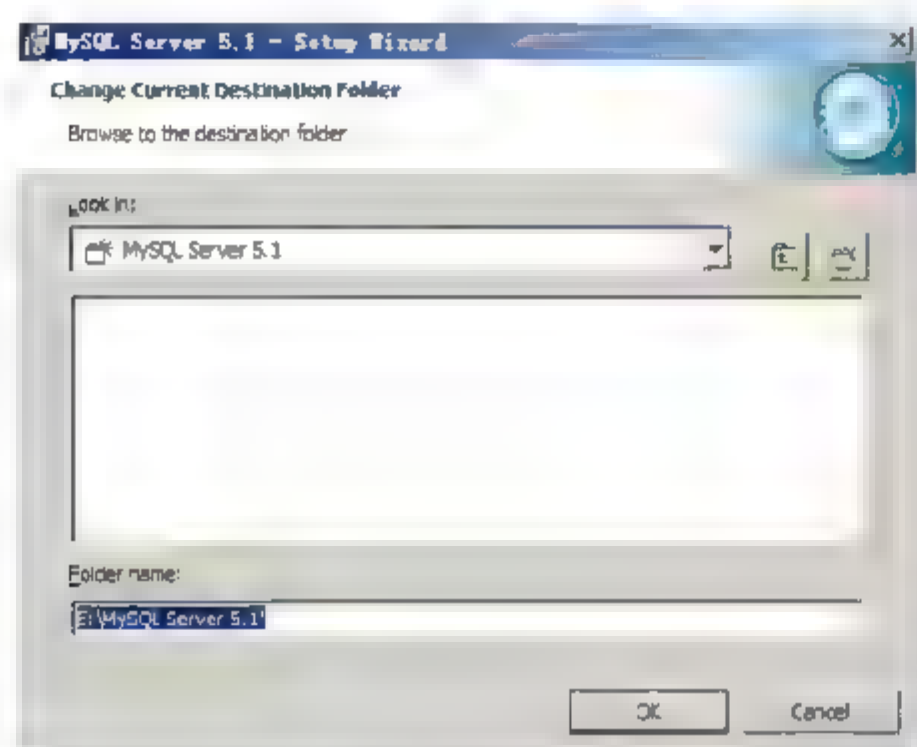 MySQL Server 5.1 - Setup Wizard
Change Current Destination Folder
Browse to the destination folder
Look in:
MySQL Server 5.1
Folder name:
E:\MySQL Server 5.1\
OK
Cancel